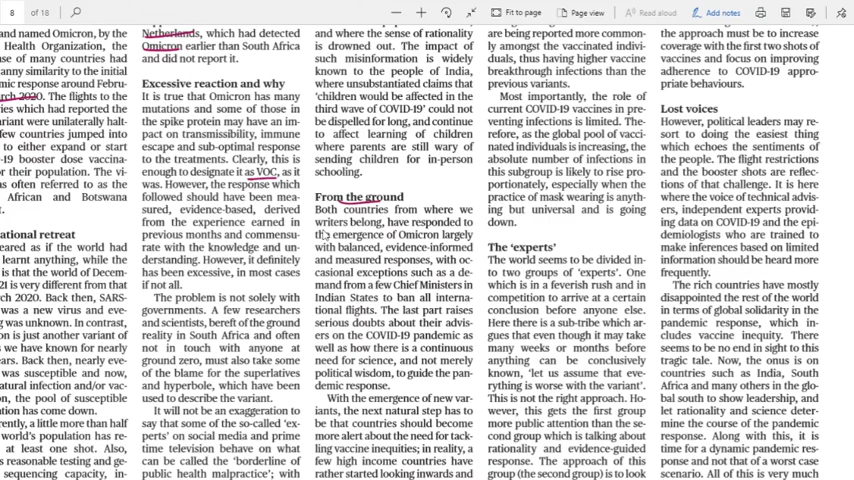 8 of 18
Fit to page
Page view
Read aloud
Add notes
and named Omicron, by the
Health Organization, the
nse of many countries had
anny similarity to the initial
mic response around Febru-
rch 2020. The flights to the
ries which had reported the
ariant were unilaterally halt-
few countries jumped into
to either expand or start
-19 booster dose vaccina-
or their population. The vi-
as often referred to as the
African and Botswana
t.
ational retreat
eared as if the world had
learnt anything, while the
is that the world of Decem-
21 is very different from that
rch 2020. Back then, SARS-
was a new virus and eve-
ng was unknown. In contrast,
on is just another variant of
s we have known for nearly
ears. Back then, nearly eve-
was susceptible and now,
natural infection and/or vac-
on, the pool of susceptible
tion has come down.
rently, a little more than half
world's population has re-
at least one shot. Also,
s reasonable testing and ge-
sequencing capacity, in-
Netherlands, which had detected
Omicron earlier than South Africa
and did not report it.
Excessive reaction and why
It is true that Omicron has many
mutations and some of those in
the spike protein may have an im-
pact on transmissibility, immune
escape and sub-optimal response
to the treatments. Clearly, this is
enough to designate it as VOC, as it
was. However, the response which
followed should have been mea-
sured, evidence-based, derived
from the experience earned in
previous months and commensu-
rate with the knowledge and un-
derstanding. However, it definitely
has been excessive, in most cases
if not all.
The problem is not solely with
governments. A few researchers
and scientists, bereft of the ground
reality in South Africa and often
not in touch with anyone at
ground zero, must also take some
of the blame for the superlatives
and hyperbole, which have been
used to describe the variant.
It will not be an exaggeration to
say that some of the so-called 'ex-
perts' on social media and prime
time television behave on what
can be called the 'borderline of
public health malpractice'; with
and where the sense of rationality
is drowned out. The impact of
such misinformation is widely
known to the people of India,
where unsubstantiated claims that
'children would be affected in the
third wave of COVID-19' could not
be dispelled for long, and continue
to affect learning of children
where parents are still wary of
sending children for in-person
schooling.
From the ground
Both countries from where we
writers belong, have responded to
the emergence of Omicron largely
with balanced, evidence-informed
and measured responses, with oc-
casional exceptions such as a de-
mand from a few Chief Ministers in
Indian States to ban all interna-
tional flights. The last part raises
serious doubts about their advis-
ers on the COVID-19 pandemic as
well as how there is a continuous
need for science, and not merely
political wisdom, to guide the pan-
demic response.
With the emergence of new var-
iants, the next natural step has to
be that countries should become
more alert about the need for tack-
ling vaccine inequities; in reality, a
few high income countries have
rather started looking inwards and
are being reported more common-
ly amongst the vaccinated indivi-
duals, thus having higher vaccine
breakthrough infections than the
previous variants.
Most importantly, the role of
current COVID-19 vaccines in pre-
venting infections is limited. The-
refore, as the global pool of vacci-
nated individuals is increasing, the
absolute number of infections in
this subgroup is likely to rise pro-
portionately, especially when the
practice of mask wearing is anyth-
ing but universal and is going
down.
The 'experts'
The world seems to be divided in-
to two groups of 'experts'. One
which is in a feverish rush and in
competition to arrive at a certain
conclusion before anyone else.
Here there is a sub-tribe which ar-
gues that even though it may take
many weeks or months before
anything can be conclusively
known, 'let us assume that eve-
rything is worse with the variant'.
This is not the right approach. Ho-
wever, this gets the first group
more public attention than the se-
cond group which is talking about
rationality and evidence-guided
response. The approach of this
group (the second group) is to look
the approach must be to increase
coverage with the first two shots of
vaccines and focus on improving
adherence to COVID-19 appro-
priate behaviours.
Lost voices
However, political leaders may re-
sort to doing the easiest thing
which echoes the sentiments of
the people. The flight restrictions
and the booster shots are reflec-
tions of that challenge. It is here
where the voice of technical advis-
ers, independent experts provid-
ing data on COVID-19 and the epi-
demiologists who are trained to
make inferences based on limited
information should be heard more
frequently.
The rich countries have mostly
disappointed the rest of the world
in terms of global solidarity in the
pandemic response, which in-
cludes vaccine inequity. There
seems to be no end in sight to this
tragic tale. Now, the onus is on
countries such as India, South
Africa and many others in the glo-
bal south to show leadership, and
let rationality and science deter-
mine the course of the pandemic
response. Along with this, it is
time for a dynamic pandemic res-
ponse and not that of a worst case
scenario. All of this is very much